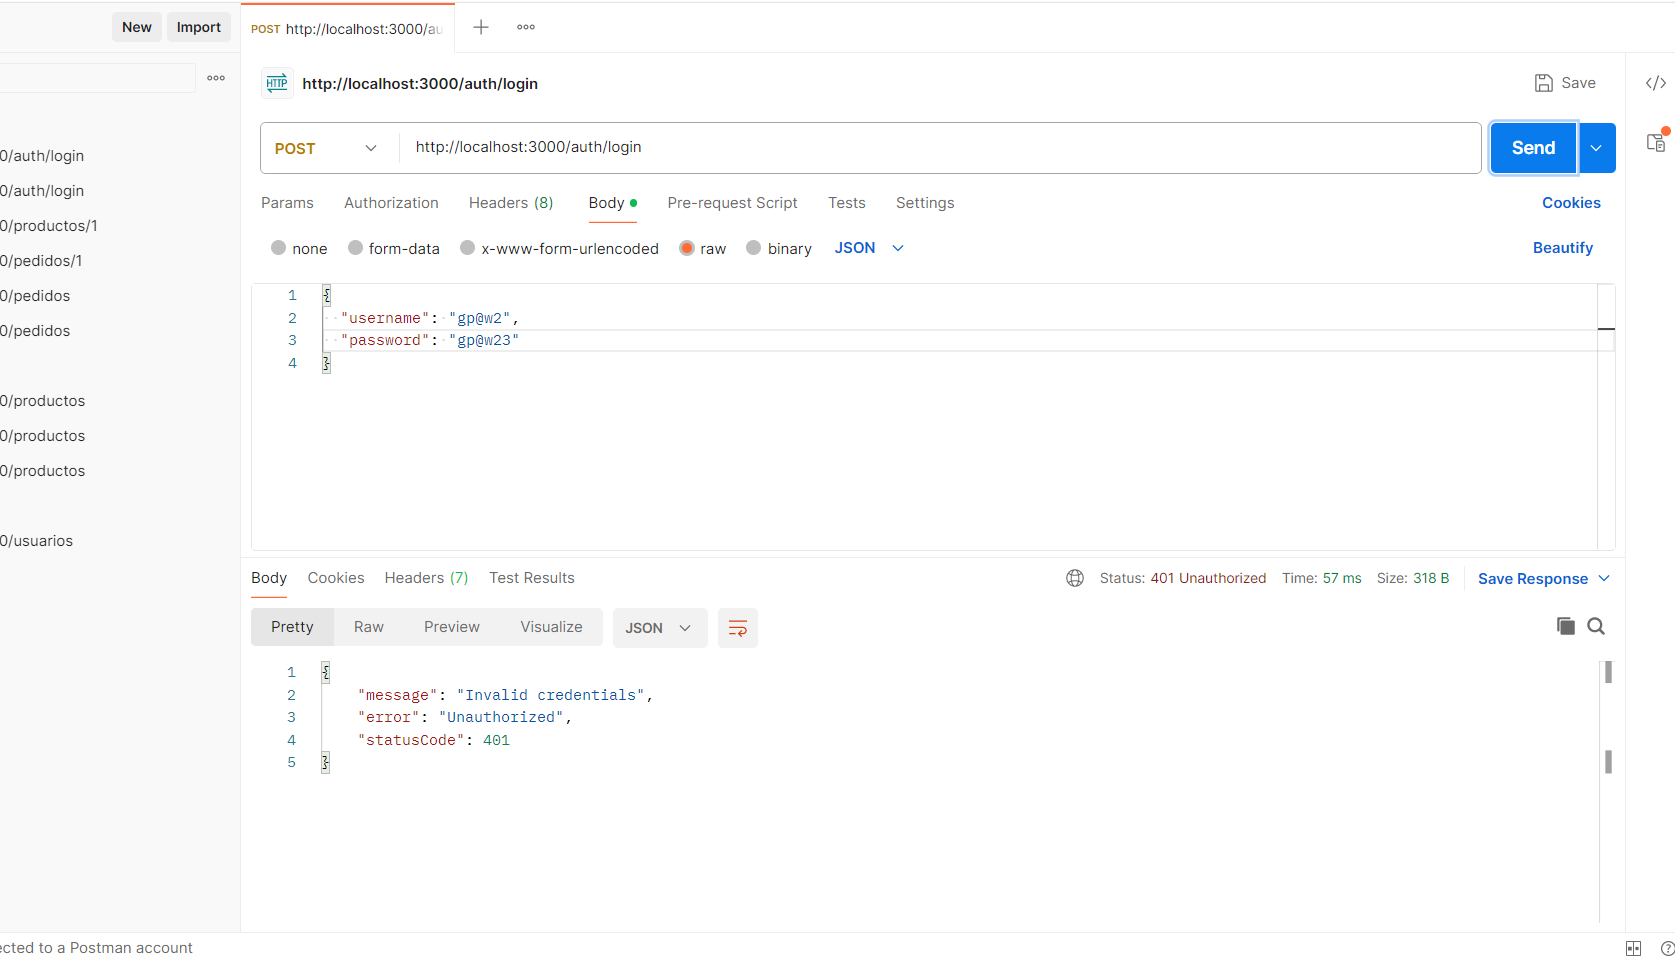 New Import
POST http://localhost:3000/au
http://localhost:3000/auth/login
Save
POST http://localhost:3000/auth/login Send
Params Authorization Headers (8) Body Pre-request Script Tests Settings Cookies
none form-data x-www-form-urlencoded raw binary JSON Beautify
1 {
2 "username": "gp@w2",
3 "password": "gp@w23"
4 }
0/auth/login
0/auth/login
0/productos/1
0/pedidos/1
0/pedidos
0/pedidos
0/productos
0/productos
0/productos
0/usuarios
Body Cookies Headers (7) Test Results Status: 401 Unauthorized Time: 57 ms Size: 318 B Save Response
Pretty Raw Preview Visualize JSON
1 {
2 "message": "Invalid credentials",
3 "error": "Unauthorized",
4 "statusCode": 401
5 }
ected to a Postman account